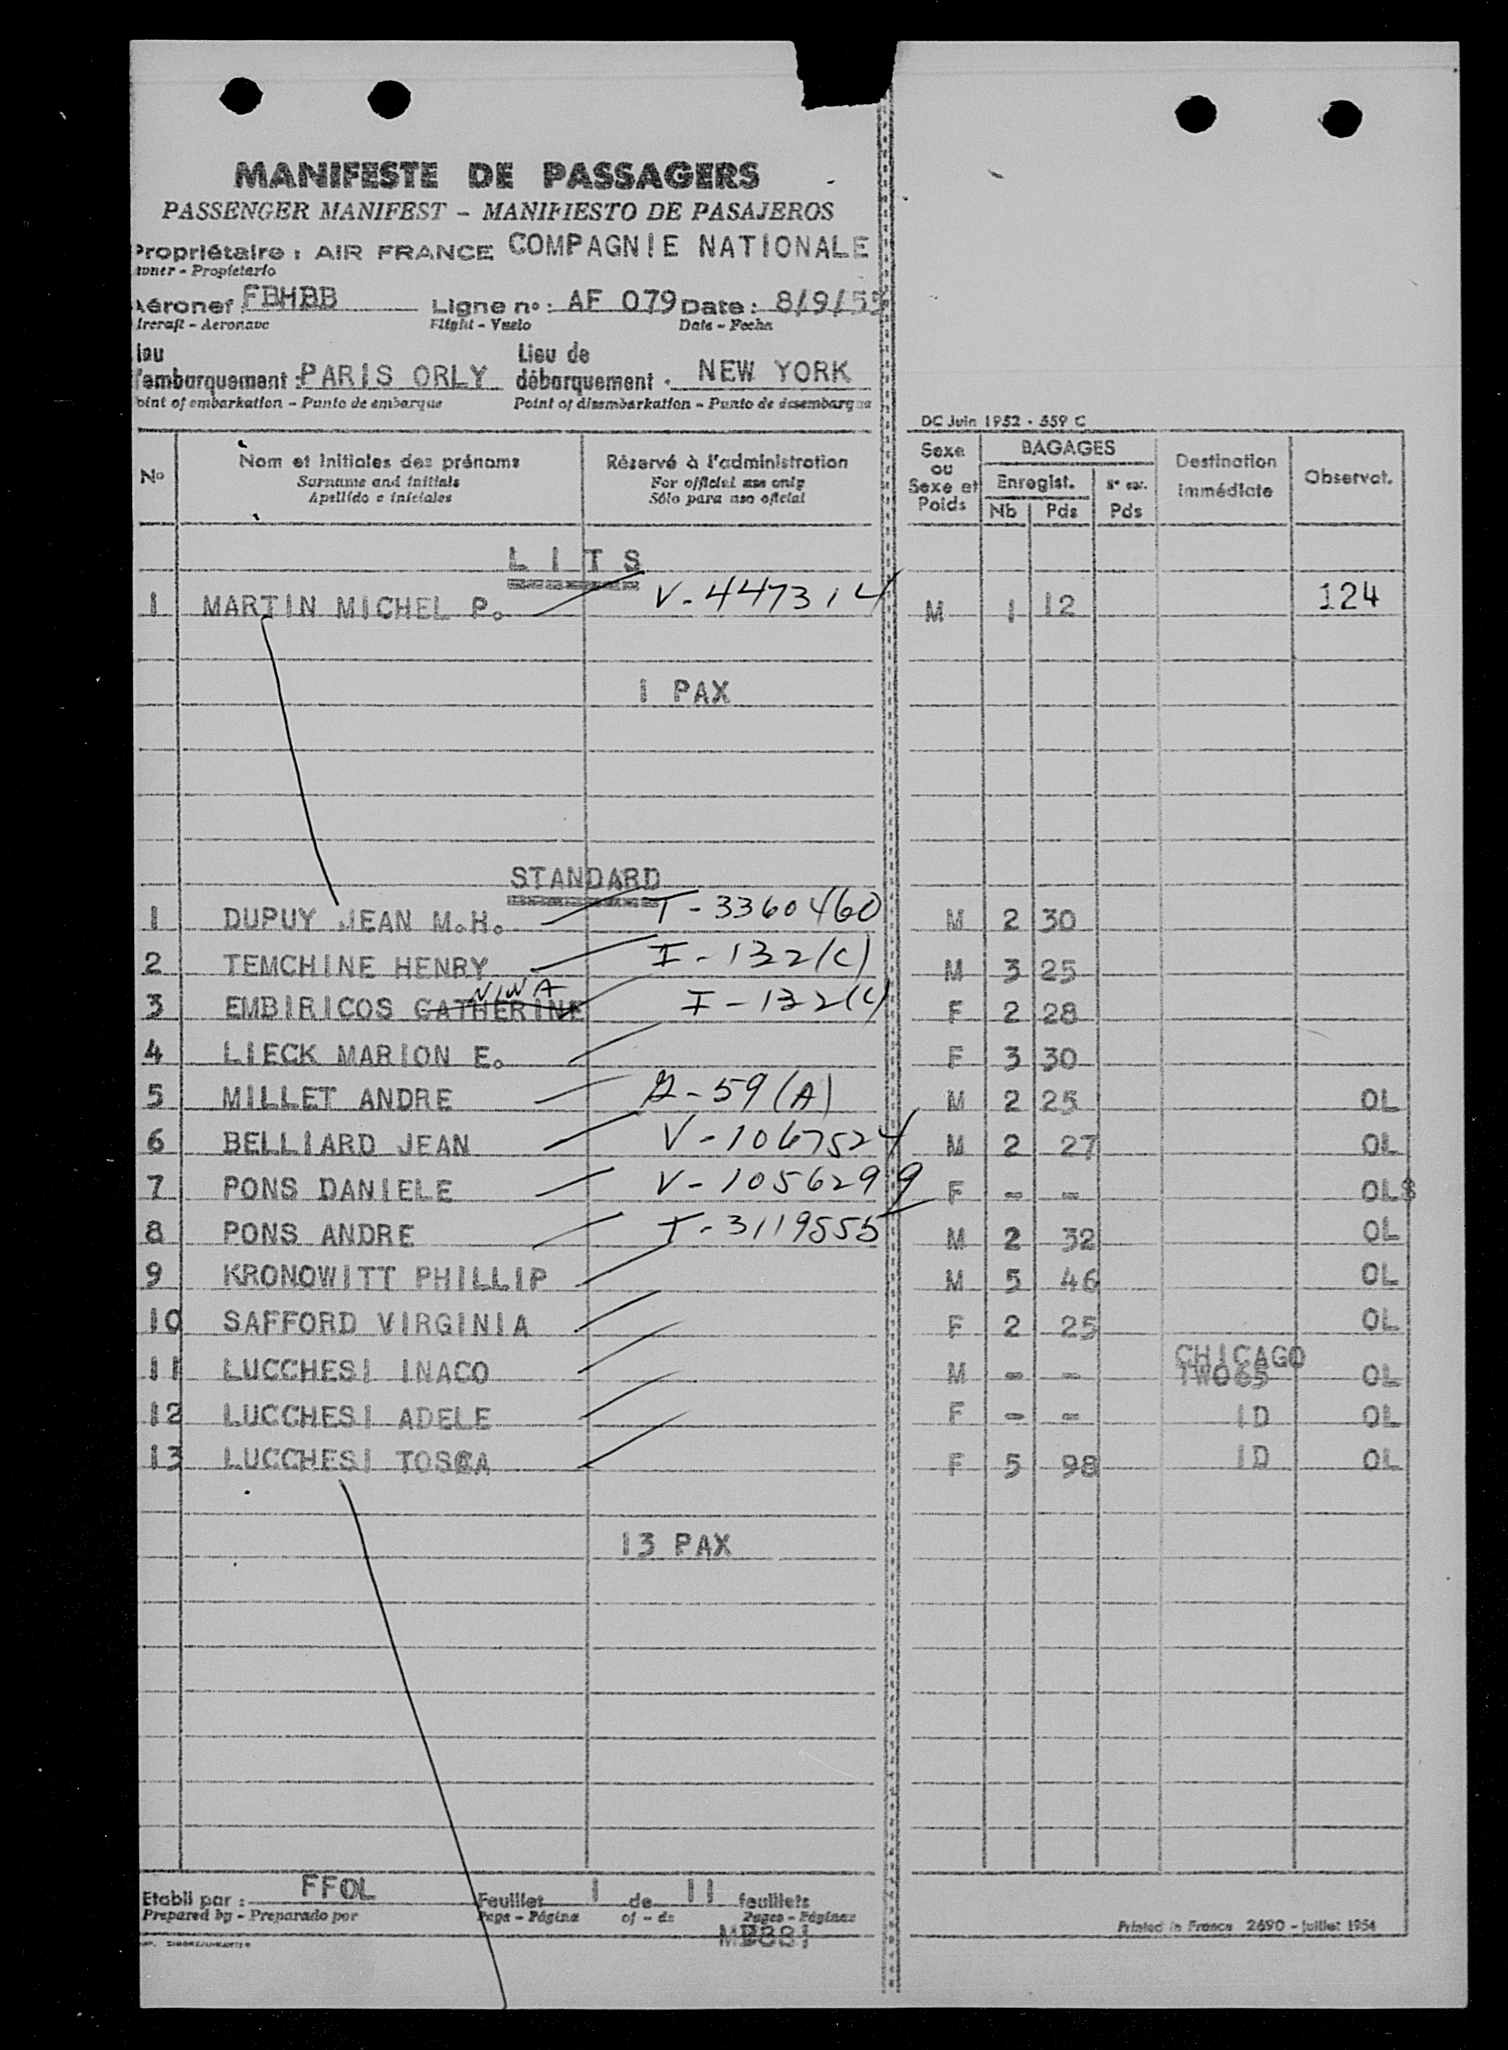 MANIFESTE DE PASSAGERS
PASSENGER MANIFEST - MANIFIESTO DE PASAJEROS
Propriétaire : AIR FRANCE COMPAGNIE NATIONALE
Owner - Propietario
Aéronef : FBHBB Ligne n° : AF 079 Date : 8/9/55
Aircraft - Aeronave Flight - Vuelo Date - Fecha
Lieu Lieu de
d'embarquement : PARIS ORLY débarquement : NEW YORK
Point of embarkation - Punto de embarque Point of disembarkation - Punto de desembarque
DC Juin 1952 - 559 C
No Nom et initiales des prénoms Réservé à l'administration Sexe ou Sexe et Poids BAGAGES Destination immédiate Observat.
Surname and initials For official use only Enregist.
Apellido e iniciales Sólo para uso oficial Nb Pds Pds
LITS
1 MARTIN MICHEL P. V-447314 M 1 12 124
1 PAX
STANDARD
1 DUPUY JEAN M.H. T-3360460 M 2 30
2 TEMCHINE HENRY I-132(C) M 3 25
NINA
3 EMBIRICOS CATHERINE I-132(C) F 2 28
4 LIECK MARION E. F 3 30
5 MILLET ANDRE G-59(A) M 2 25 OL
6 BELLIARD JEAN V-1067524 M 2 27 OL
7 PONS DANIELE V-1056299 F - - OLS
8 PONS ANDRE T-3119555 M 2 32 OL
9 KRONOWITT PHILLIP M 5 46 OL
10 SAFFORD VIRGINIA F 2 25 OL
CHICAGO
11 LUCCHESI INACO M - - TW065 OL
12 LUCCHESI ADELE F - - ID OL
13 LUCCHESI TOSCA F 5 98 ID OL
13 PAX
Etabli par : FFOL Feuillet 1 de 11 feuillets
Prepared by - Preparado por Page - Página of - de Pages - Páginas
Printed in France 2690 - juillet 1954